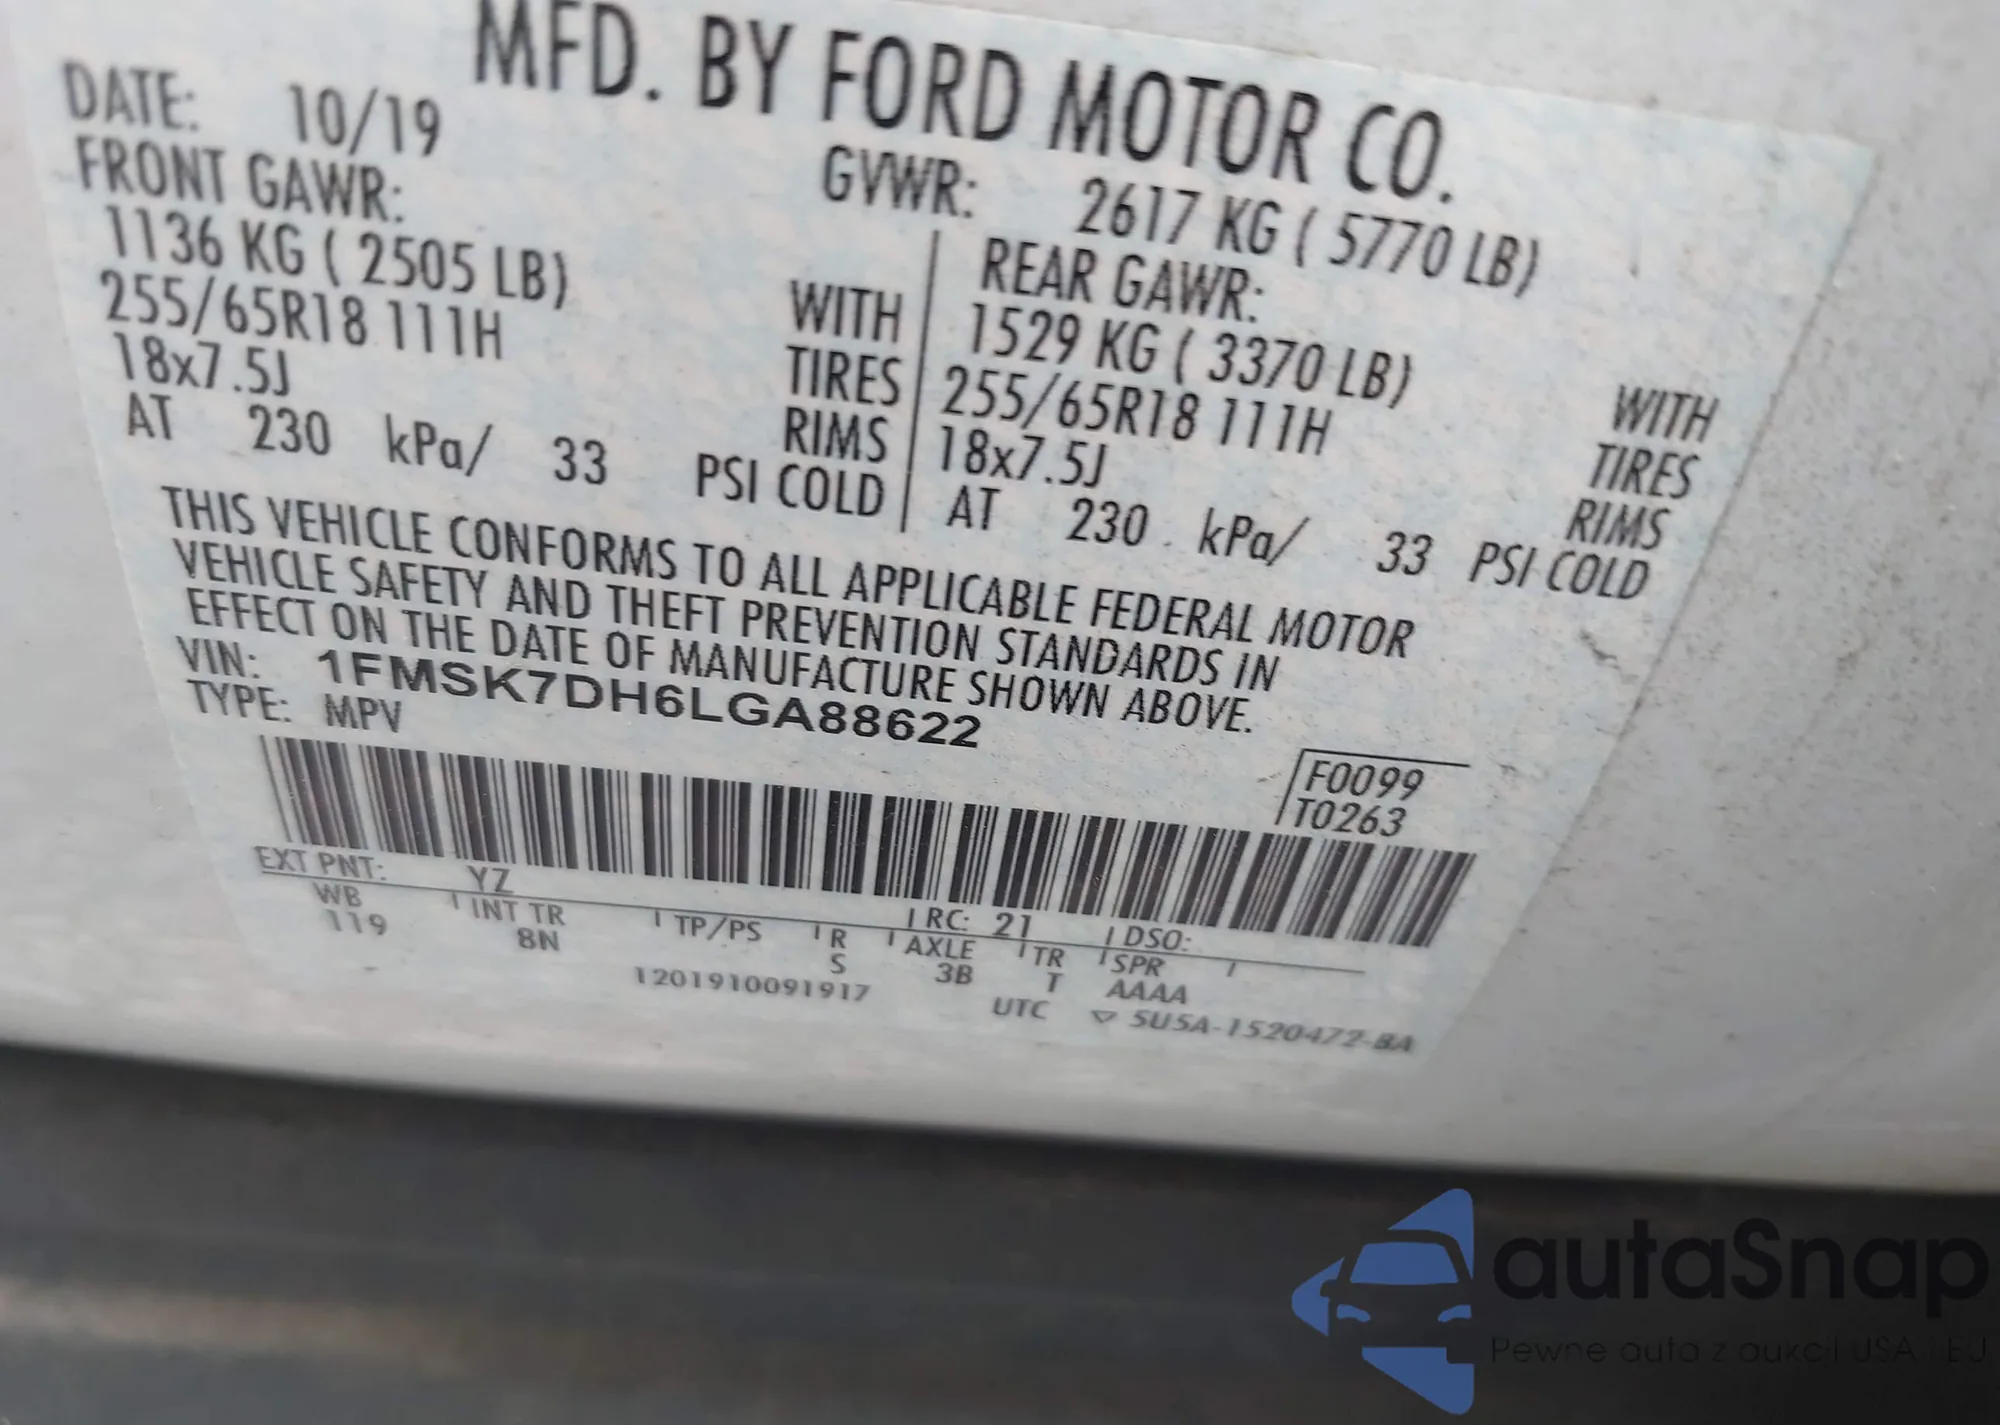 MFD. BY FORD MOTOR CO.
DATE: 10/19
GVWR: 2617 KG ( 5770 LB)
FRONT GAWR:
1136 KG ( 2505 LB)
255/65R18 111H
18x7.5J
AT 230 kPa/ 33 PSI COLD
WITH
TIRES
RIMS
REAR GAWR:
1529 KG ( 3370 LB)
255/65R18 111H
18x7.5J
AT 230 kPa/ 33 PSI COLD
WITH
TIRES
RIMS
THIS VEHICLE CONFORMS TO ALL APPLICABLE FEDERAL MOTOR
VEHICLE SAFETY AND THEFT PREVENTION STANDARDS IN
EFFECT ON THE DATE OF MANUFACTURE SHOWN ABOVE.
VIN: 1FMSK7DH6LGA88622
TYPE: MPV
F0099
T0263
EXT PNT: YZ RC: 21 DSO:
WB INT TR TP/PS R AXLE TR SPR
119 8N S 3B T AAAA
1201910091917 UTC ▽ 5U5A-1520472-BA
autaSnap
Pewne auta z aukcji USA i EU